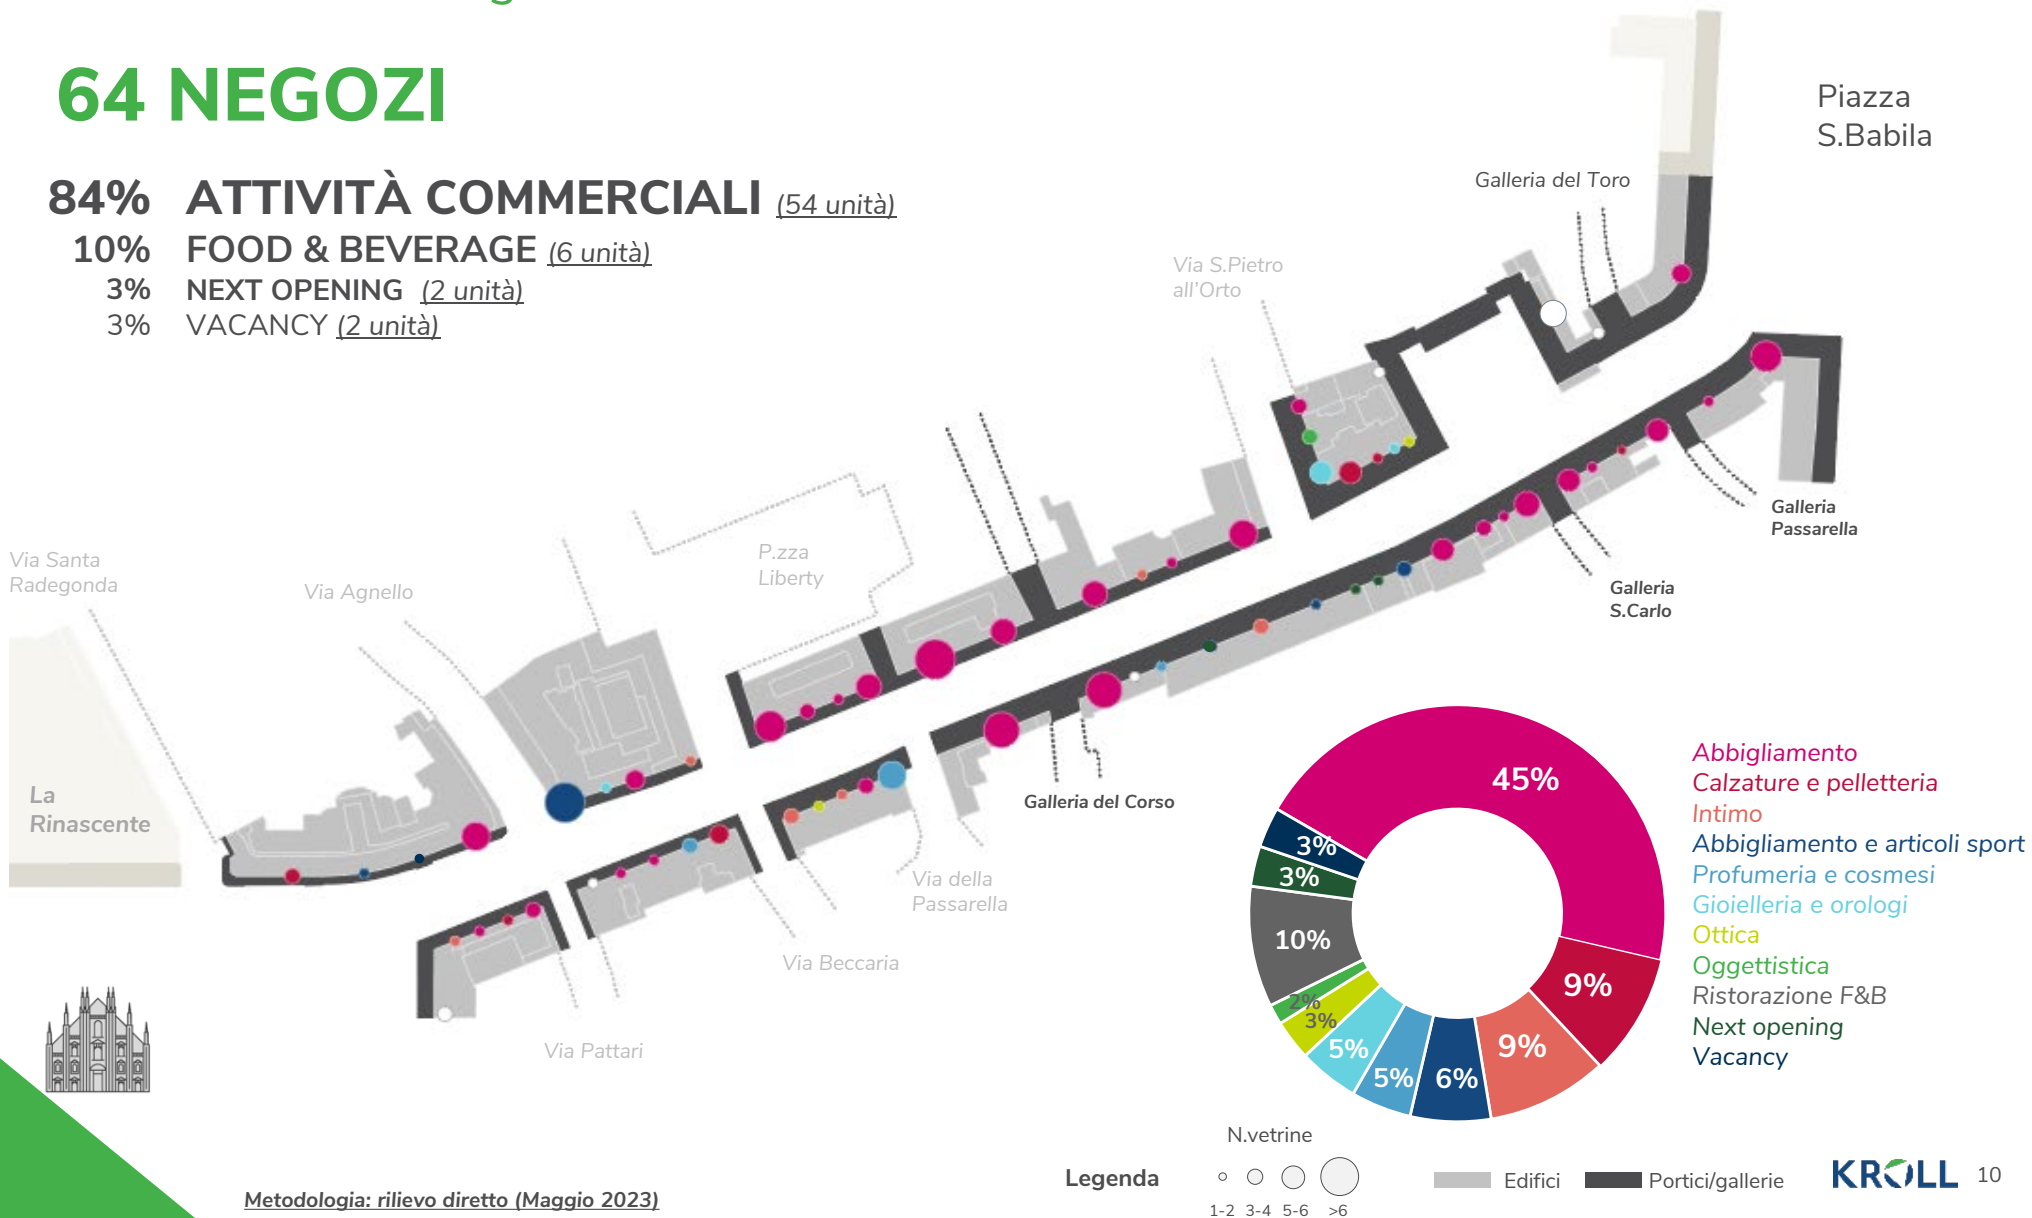 64 NEGOZI
84% ATTIVITÀ COMMERCIALI (54 unità)
10% FOOD & BEVERAGE (6 unità)
3% NEXT OPENING (2 unità)
3% VACANCY (2 unità)
Piazza
S.Babila
Galleria del Toro
Via S.Pietro
all'Orto
Galleria
Passarella
Galleria
S.Carlo
P.zza
Liberty
Via Santa
Radegonda
Via Agnello
La
Rinascente
Galleria del Corso
Via della
Passarella
Via Beccaria
Via Pattari
45%
9%
9%
6%
5%
5%
3%
2%
10%
3%
3%
Abbigliamento
Calzature e pelletteria
Intimo
Abbigliamento e articoli sport
Profumeria e cosmesi
Gioielleria e orologi
Ottica
Oggettistica
Ristorazione F&B
Next opening
Vacancy
N.vetrine
Legenda
1-2 3-4 5-6 >6
Edifici
Portici/gallerie
KROLL
10
Metodologia: rilievo diretto (Maggio 2023)